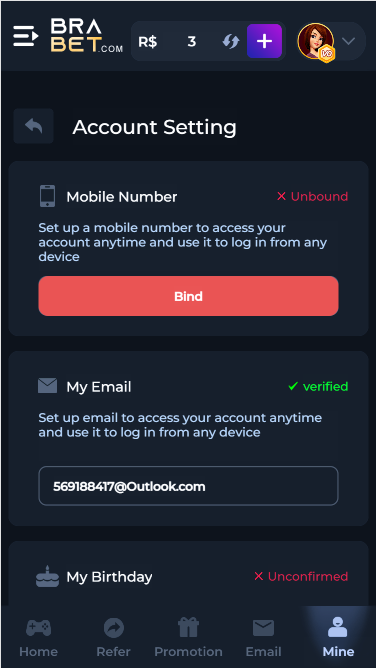 BRA
BET.COM
R$ 3
V0
Account Setting
Mobile Number
✕ Unbound
Set up a mobile number to access your
account anytime and use it to log in from any
device
Bind
My Email
✔ verified
Set up email to access your account anytime
and use it to log in from any device
569188417@Outlook.com
My Birthday
✕ Unconfirmed
Home
Refer
Promotion
Email
Mine